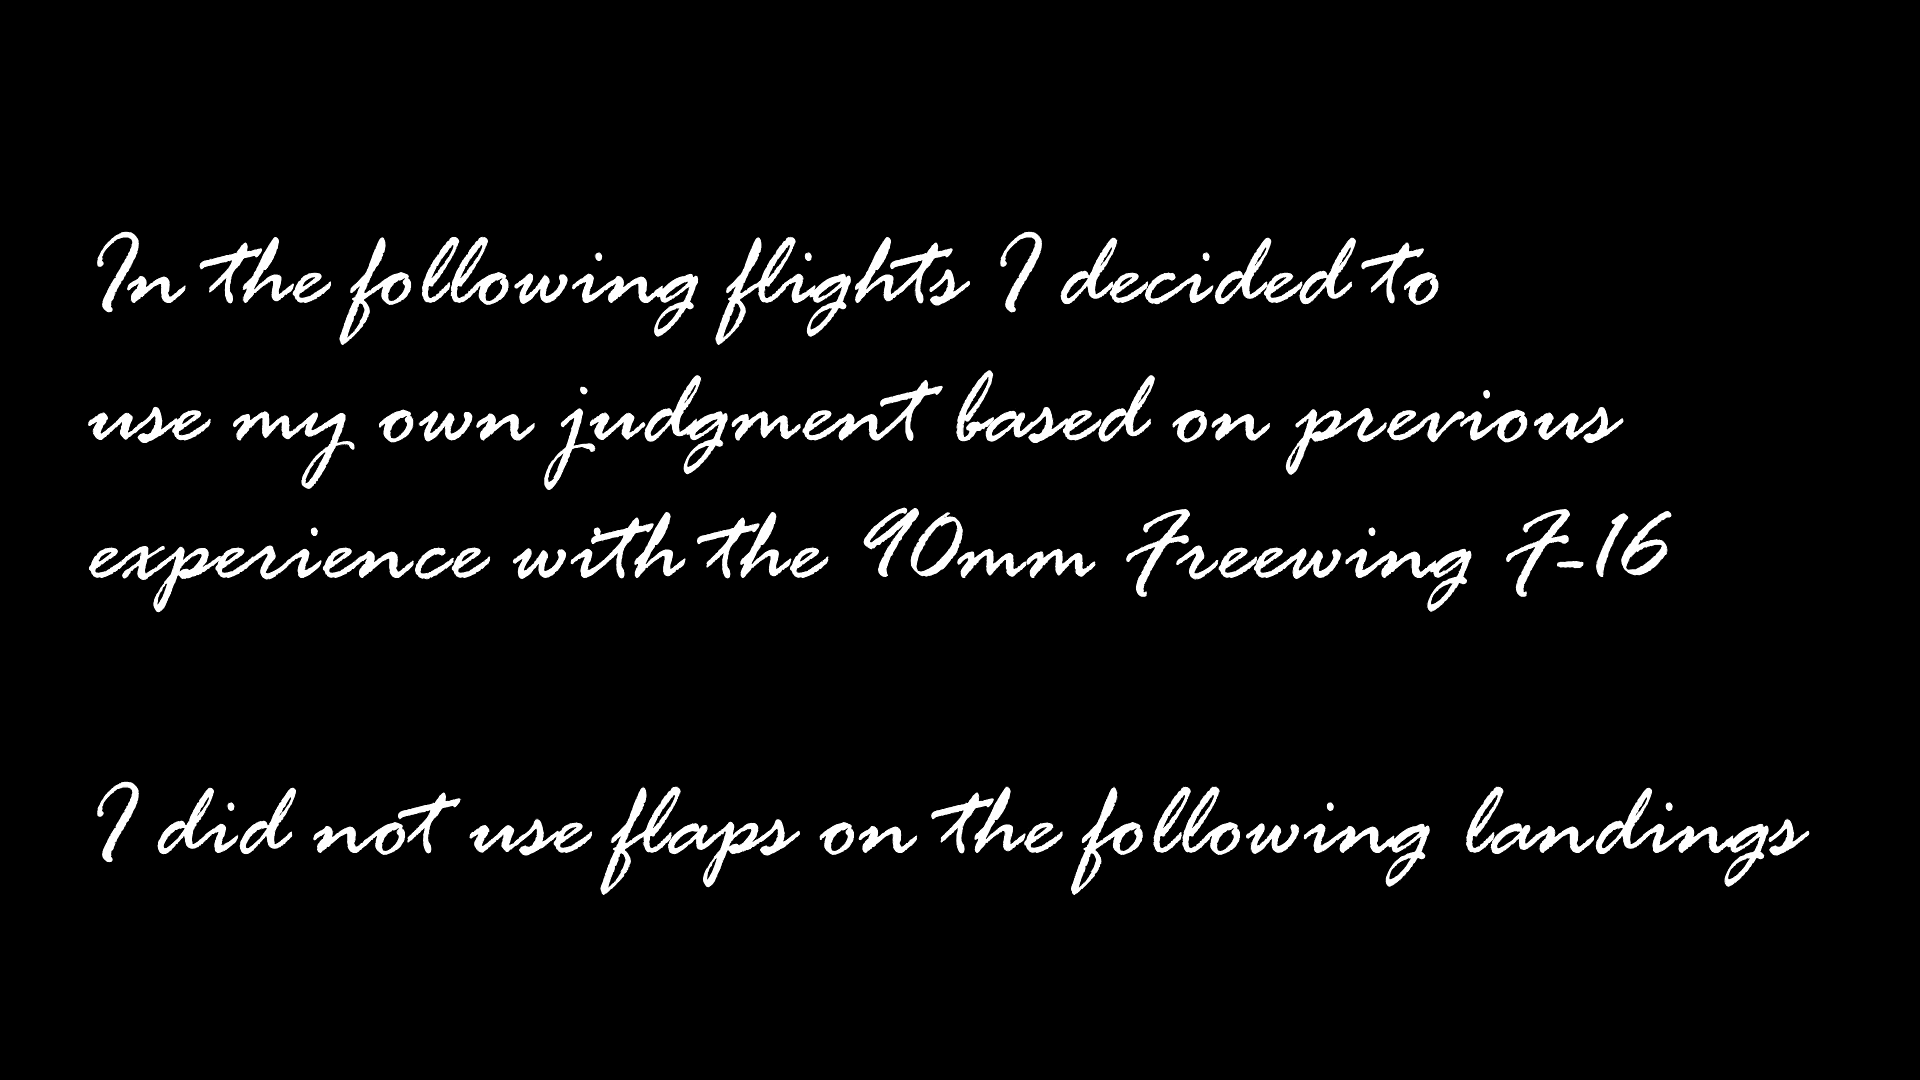 In the following flights I decided to
use my own judgment based on previous
experience with the 90mm Freewing F-16
I did not use flaps on the following landings